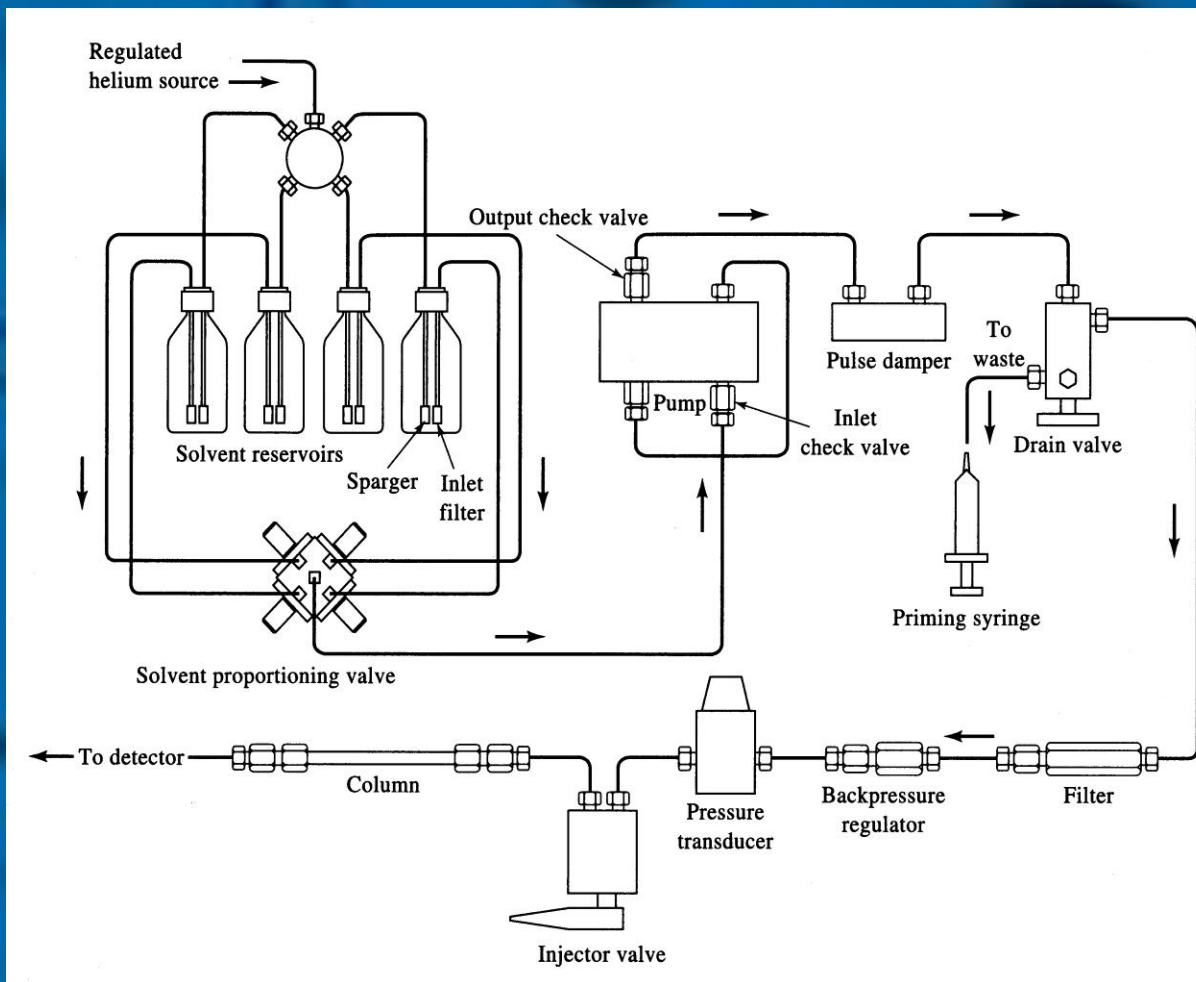 Regulated
helium source
Output check valve
To
waste
Pulse damper
Pump
Inlet
check valve
Drain valve
Solvent reservoirs
Sparger
Inlet
filter
Priming syringe
Solvent proportioning valve
To detector
Column
Pressure
transducer
Backpressure
regulator
Filter
Injector valve